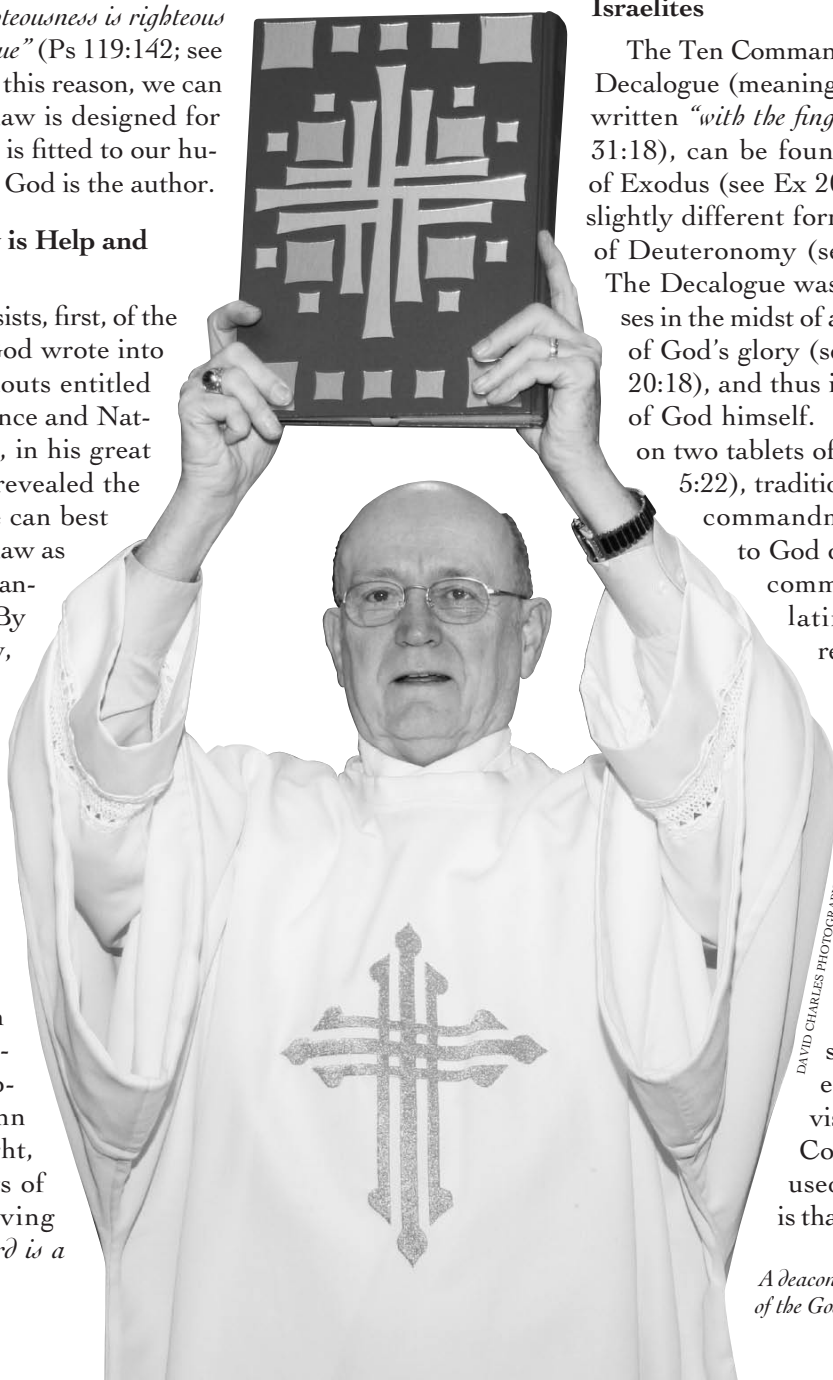 teousness is righteous
ue” (Ps 119:142; see
this reason, we can
law is designed for
is fitted to our hu-
God is the author.
is Help and
sists, first, of the
God wrote into
outs entitled
nce and Nat-
, in his great
revealed the
can best
law as
an-
By
-
nn
ht,
s of
ving
rd is a
Israelites
The Ten Comman
Decalogue (meaning
written “with the fing
31:18), can be foun
of Exodus (see Ex 20
slightly different form
of Deuteronomy (se
The Decalogue was
ses in the midst of a
of God’s glory (se
20:18), and thus i
of God himself.
on two tablets of
5:22), traditio
commandm
to God
comm
latin
re
s
e
vis
Co
used
is tha
DAVID CHARLES PHOTOGRAP
A deacon
of the Go